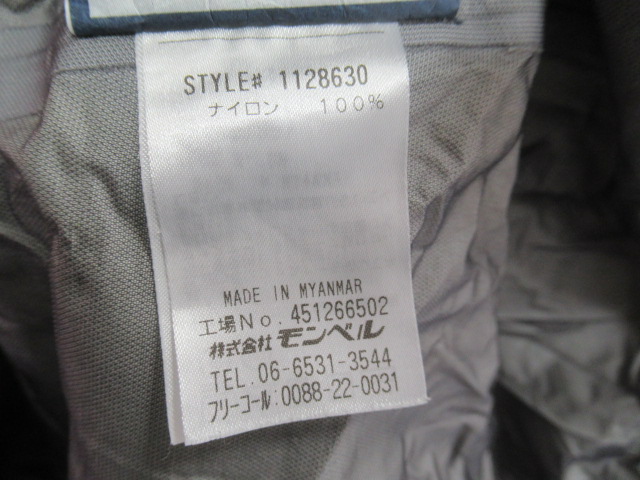 STYLE# 1128630
ナイロン 100%
MADE IN MYANMAR
工場No. 451266502
株式会社 モンベル
TEL. 06-6531-3544
フリーコール:0088-22-0031